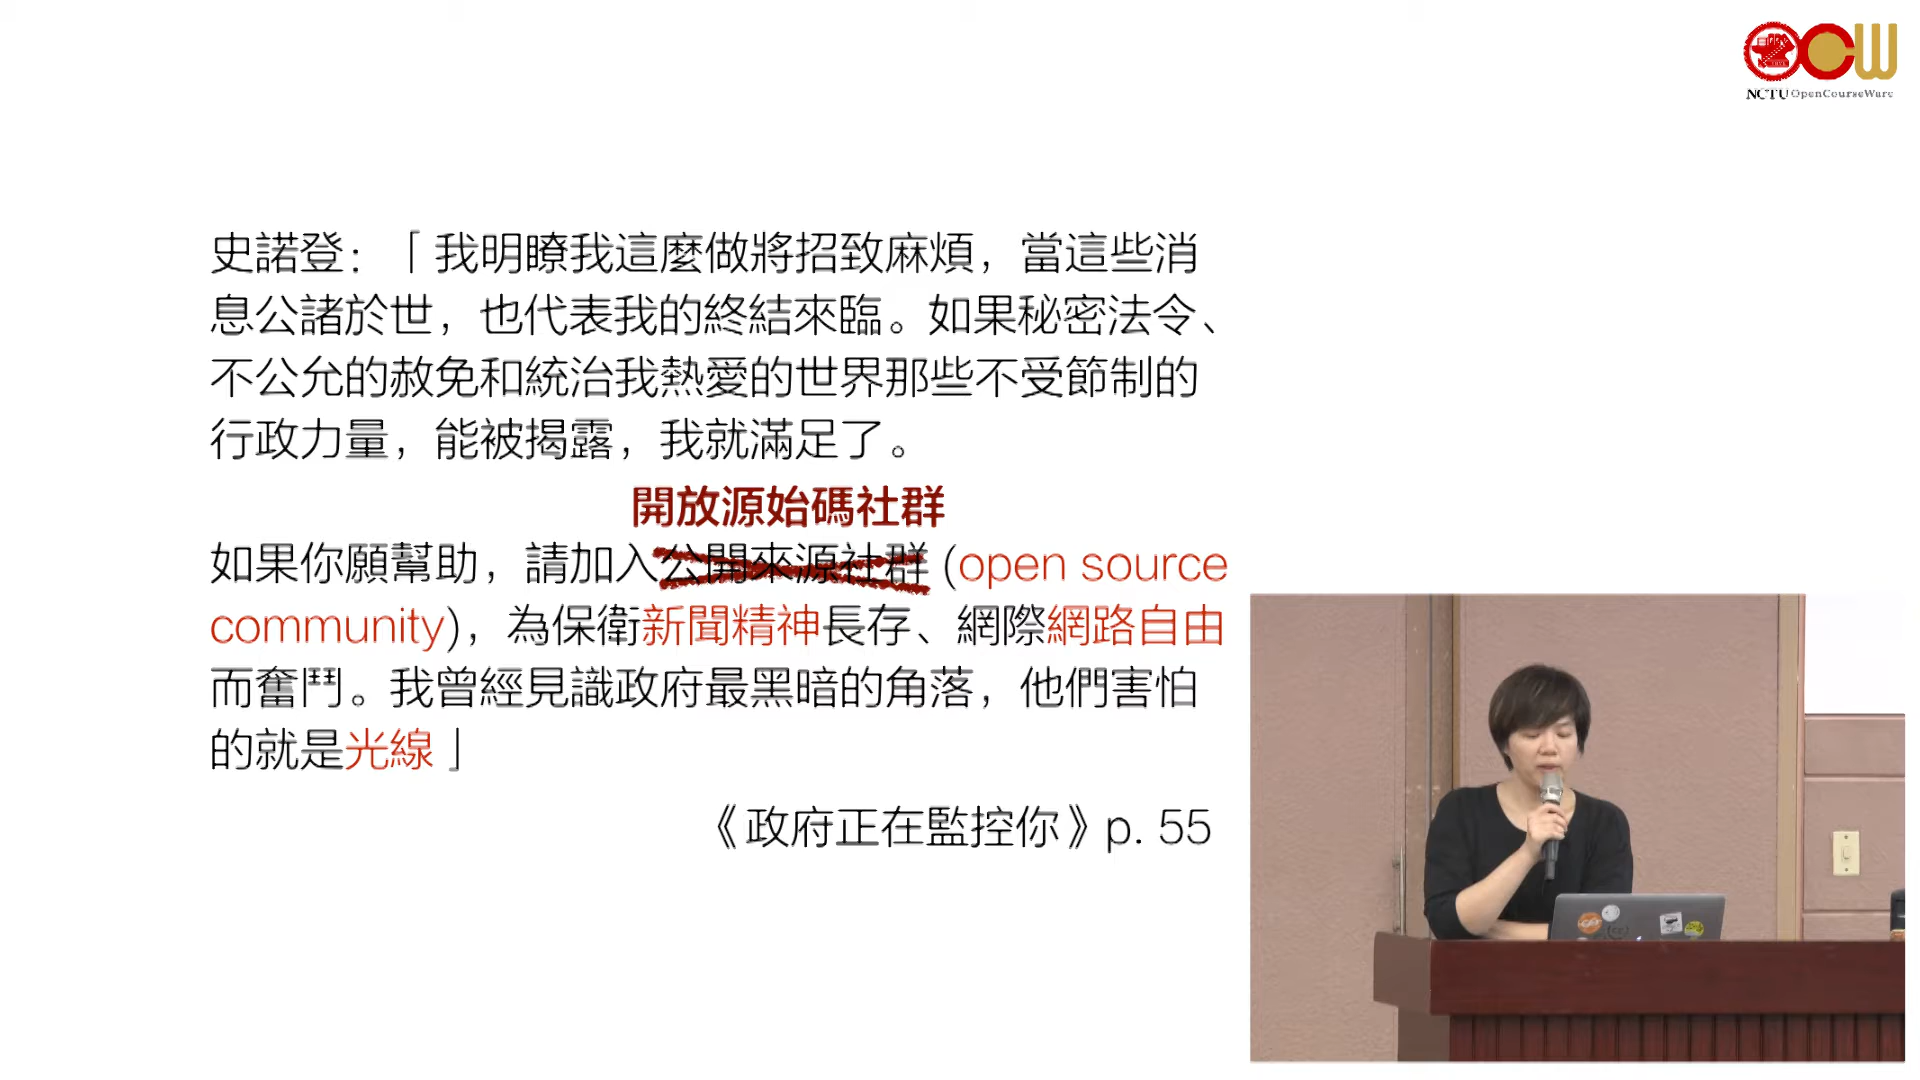 NCTU OpenCourseWare
史諾登：「我明瞭我這麼做將招致麻煩，當這些消
息公諸於世，也代表我的終結來臨。如果秘密法令、
不公允的赦免和統治我熱愛的世界那些不受節制的
行政力量，能被揭露，我就滿足了。
開放源始碼社群
如果你願幫助，請加入公開來源社群 (open source
community)，為保衛新聞精神長存、網際網路自由
而奮鬥。我曾經見識政府最黑暗的角落，他們害怕
的就是光線」
《政府正在監控你》p. 55